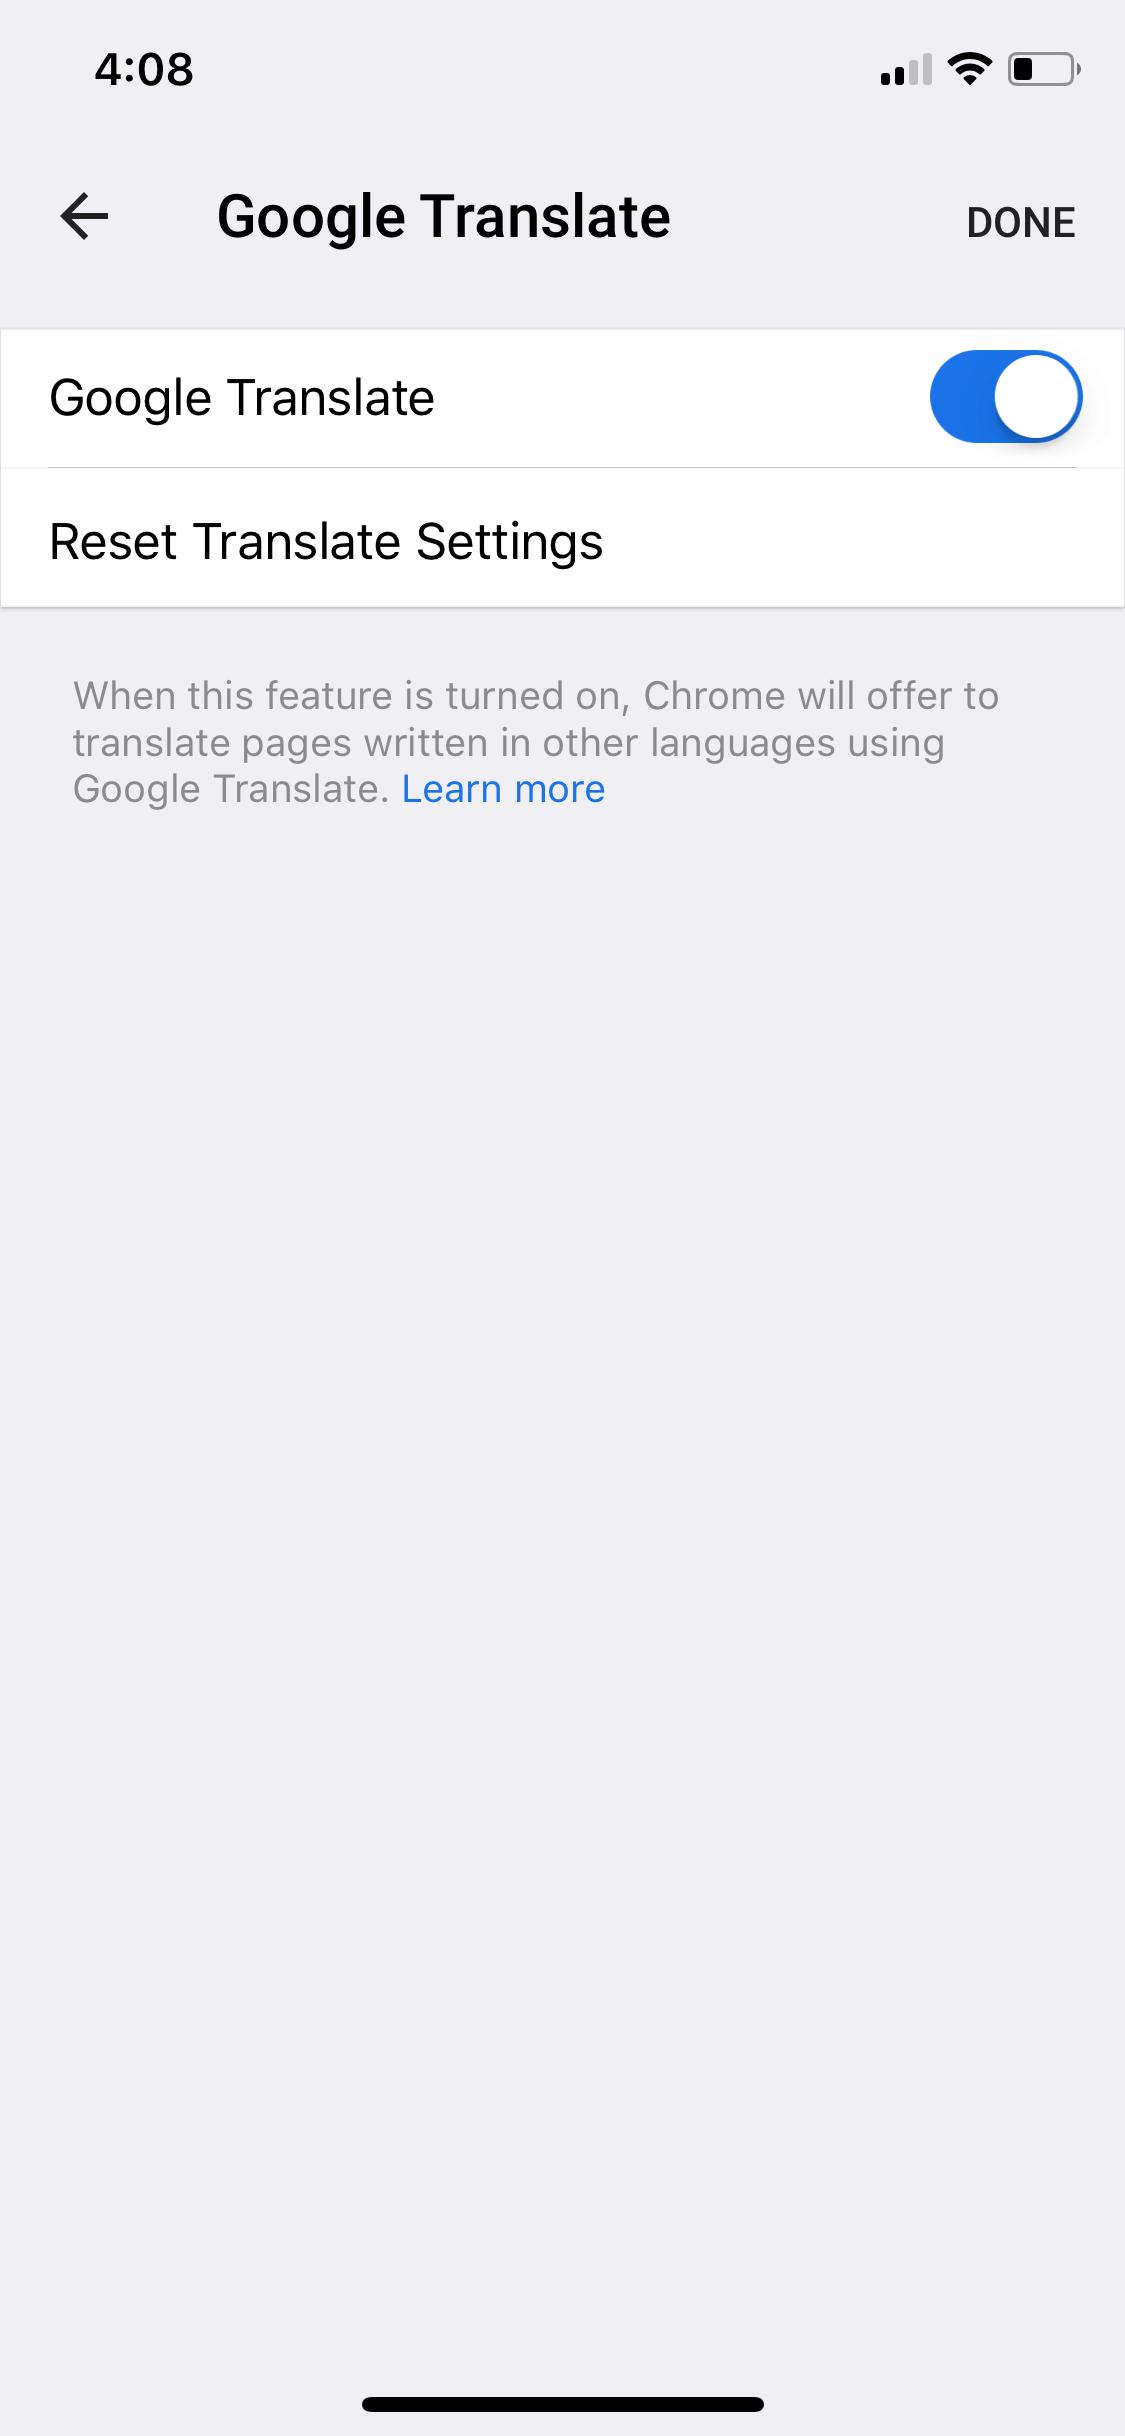 4:08
Google Translate
DONE
Google Translate
Reset Translate Settings
When this feature is turned on, Chrome will offer to
translate pages written in other languages using
Google Translate. Learn more